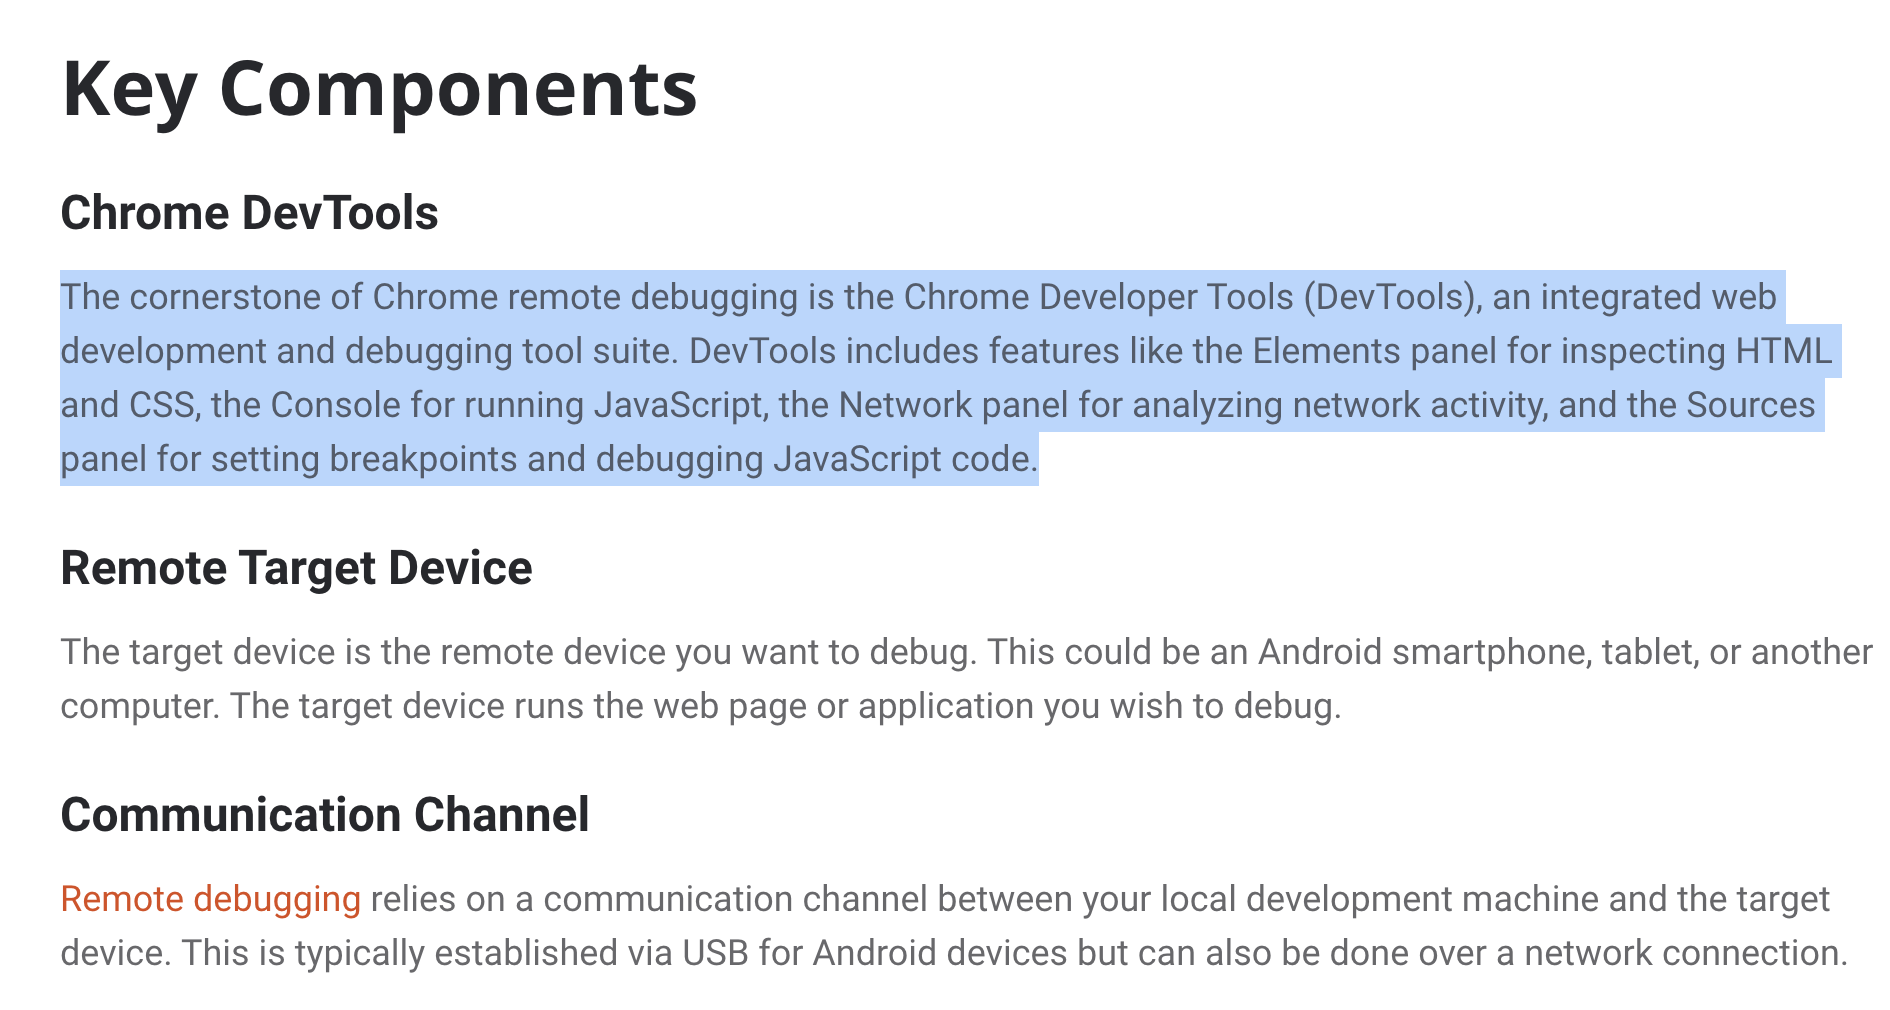 Key Components
Chrome DevTools
The cornerstone of Chrome remote debugging is the Chrome Developer Tools (DevTools), an integrated web
development and debugging tool suite. DevTools includes features like the Elements panel for inspecting HTML
and CSS, the Console for running JavaScript, the Network panel for analyzing network activity, and the Sources
panel for setting breakpoints and debugging JavaScript code.
Remote Target Device
The target device is the remote device you want to debug. This could be an Android smartphone, tablet, or another
computer. The target device runs the web page or application you wish to debug.
Communication Channel
Remote debugging relies on a communication channel between your local development machine and the target
device. This is typically established via USB for Android devices but can also be done over a network connection.